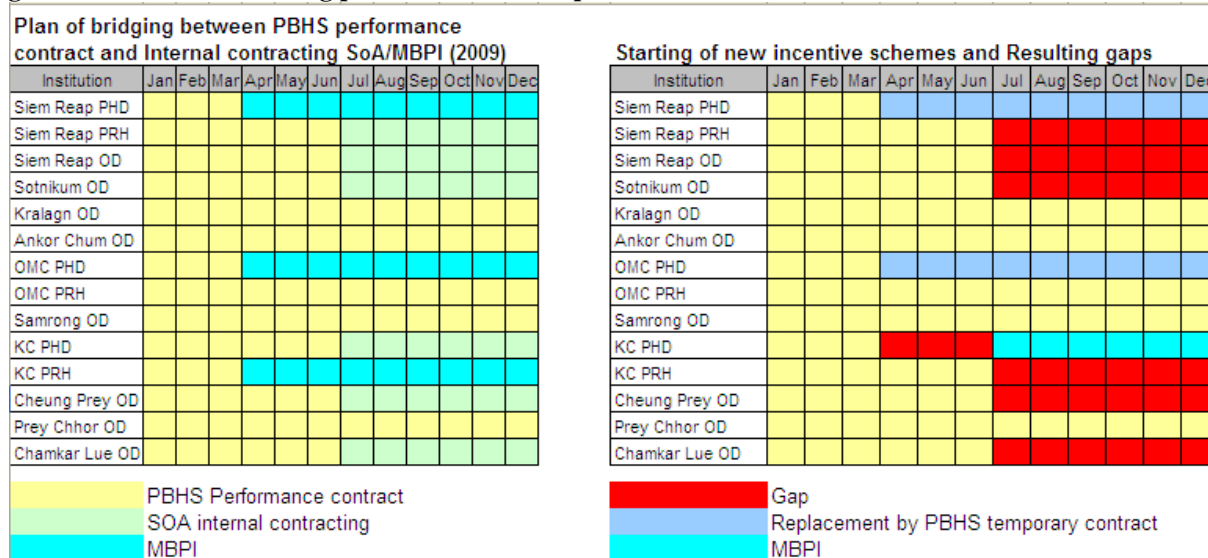 Plan of bridging between PBHS performance
contract and Internal contracting SoA/MBPI (2009)
Institution Jan Feb Mar Apr May Jun Jul Aug Sep Oct Nov Dec
Siem Reap PHD
Siem Reap PRH
Siem Reap OD
Sotnikum OD
Kralagn OD
Ankor Chum OD
OMC PHD
OMC PRH
Samrong OD
KC PHD
KC PRH
Cheung Prey OD
Prey Chhor OD
Chamkar Lue OD
PBHS Performance contract
SOA internal contracting
MBPI
Starting of new incentive schemes and Resulting gaps
Institution Jan Feb Mar Apr May Jun Jul Aug Sep Oct Nov Dec
Siem Reap PHD
Siem Reap PRH
Siem Reap OD
Sotnikum OD
Kralagn OD
Ankor Chum OD
OMC PHD
OMC PRH
Samrong OD
KC PHD
KC PRH
Cheung Prey OD
Prey Chhor OD
Chamkar Lue OD
Gap
Replacement by PBHS temporary contract
MBPI